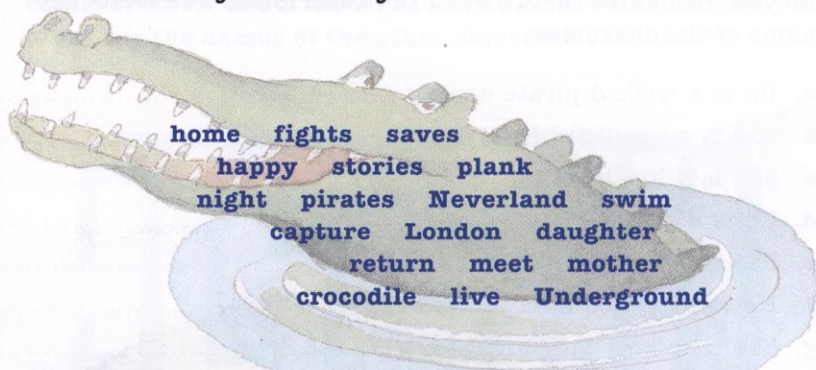 home fights saves
happy stories plank
night pirates Neverland swim
capture London daughter
return meet mother
crocodile live Underground